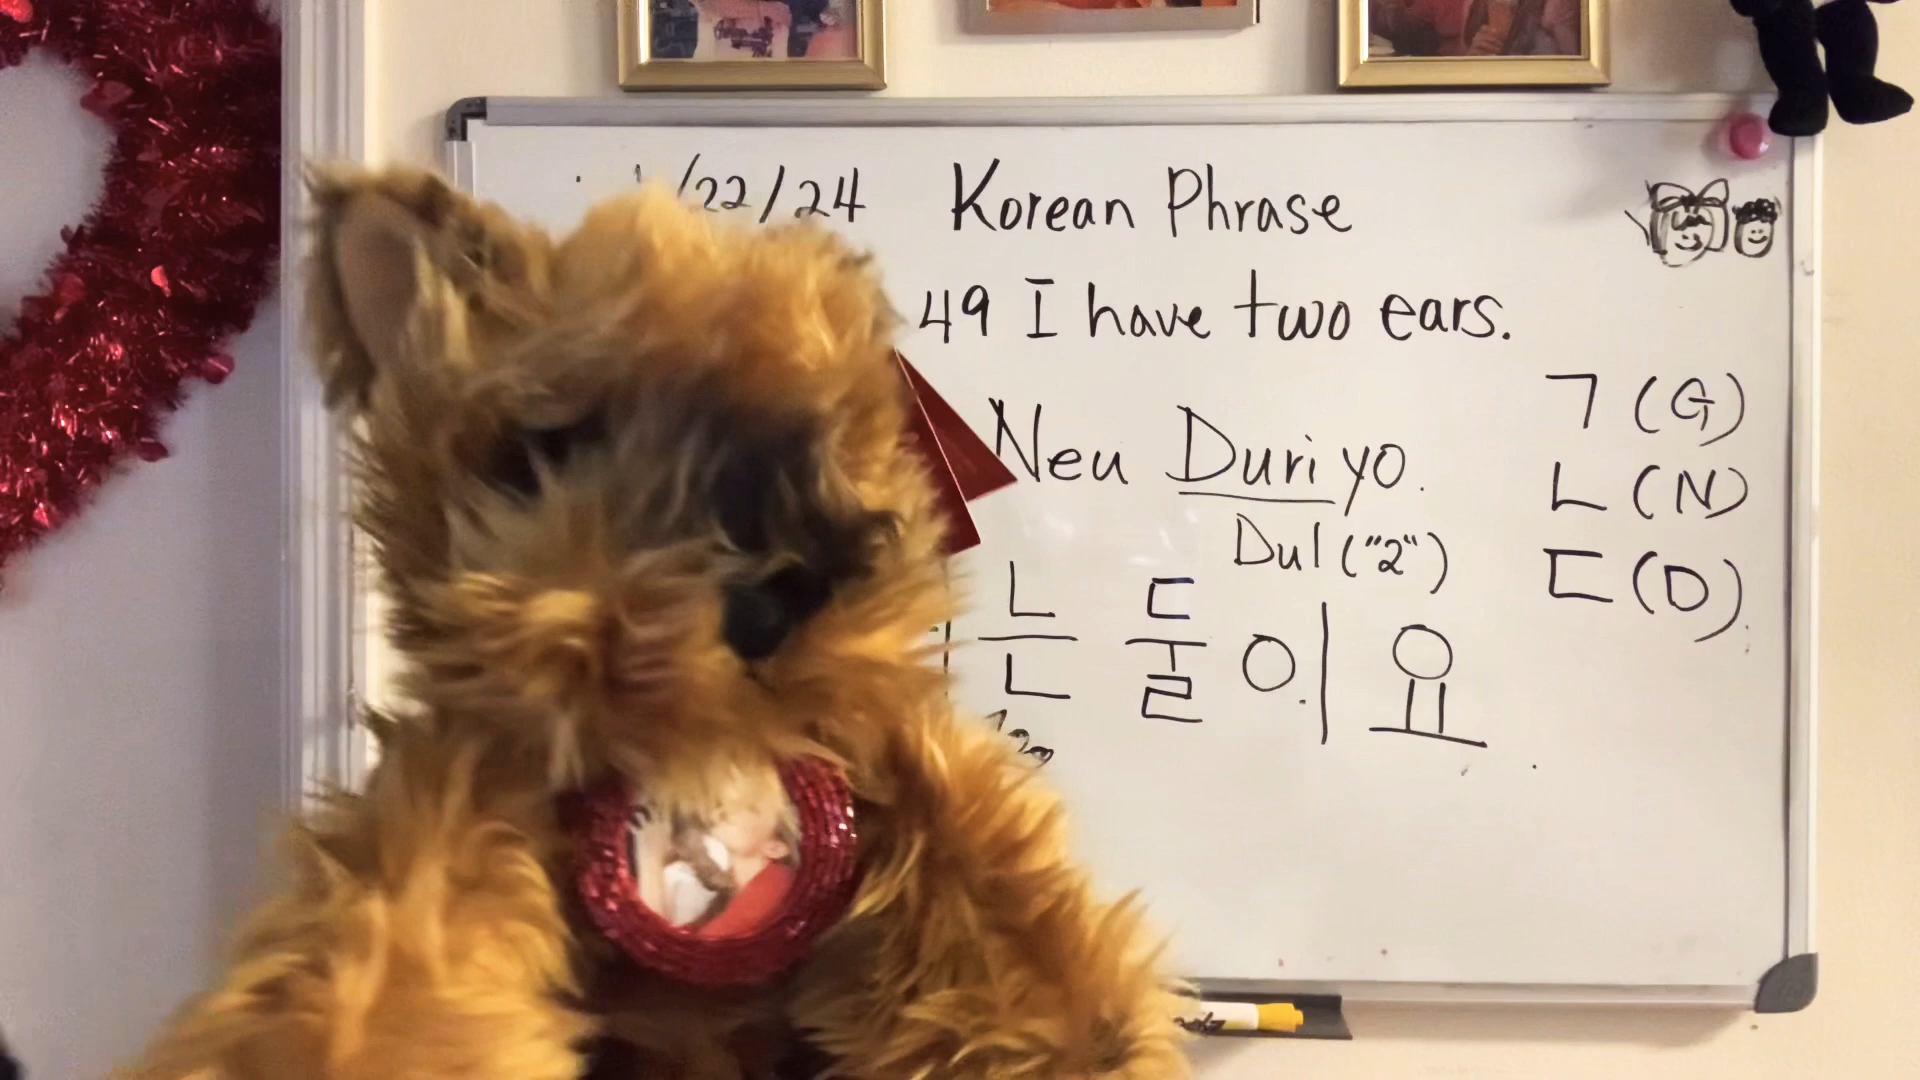 /22/24 Korean Phrase
49 I have two ears.
ㄱ (G)
Neu Duri yo.
ㄴ (N)
Dul ("2")
ㄷ (D)
는 둘이요